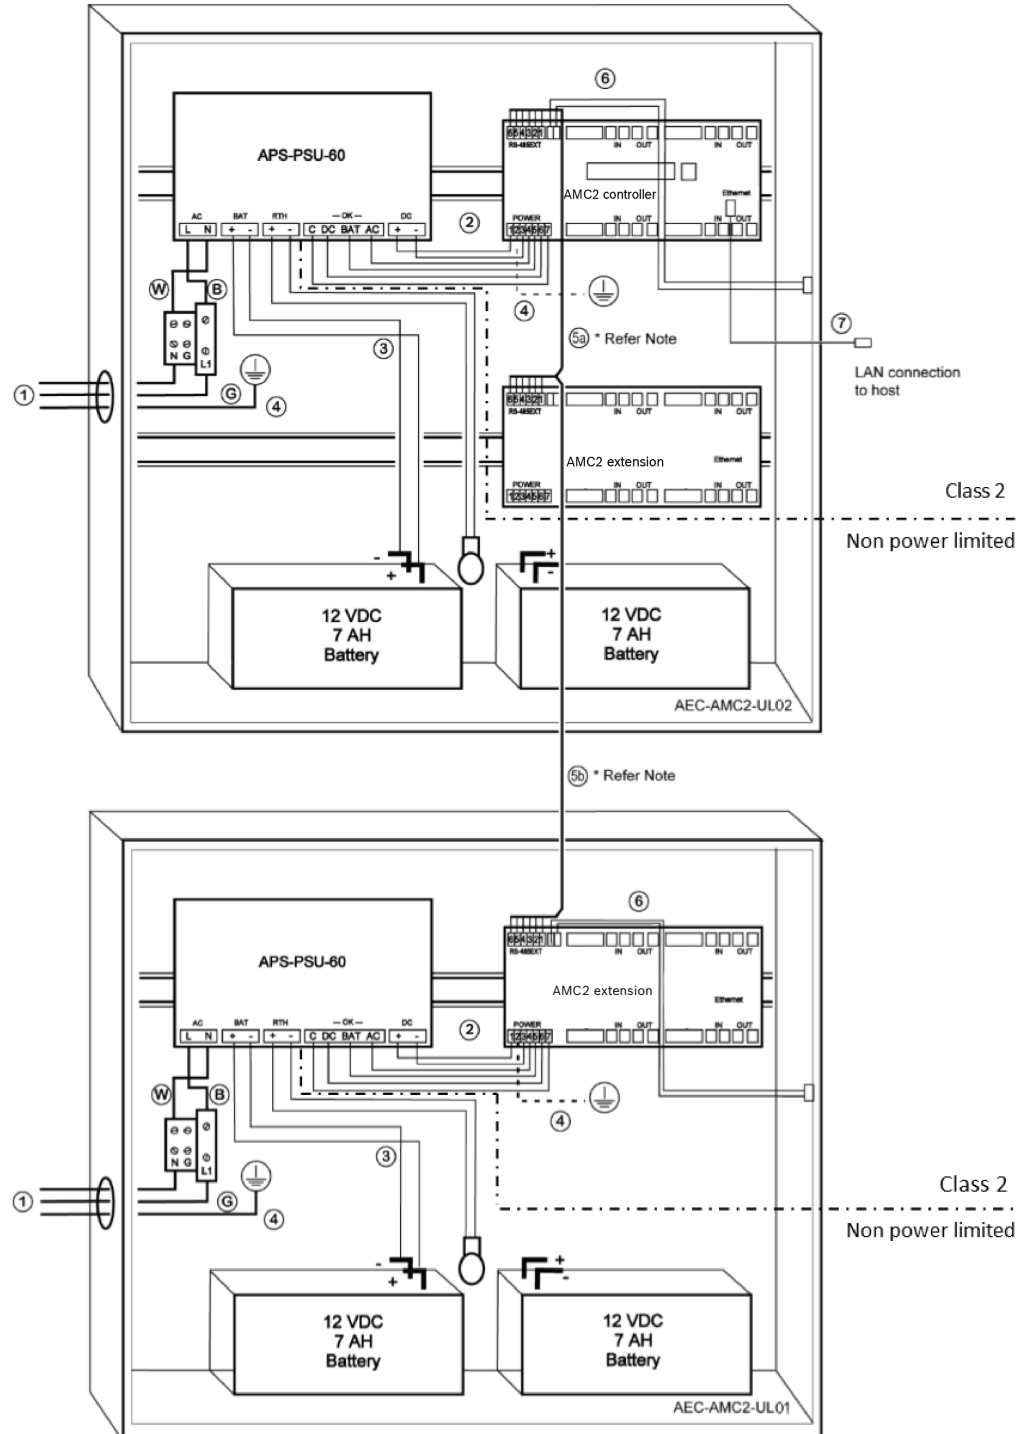 6
654321
RS-485EXT
IN OUT
IN OUT
APS-PSU-60
AMC2 controller
Ethernet
AC BAT RTH — OK — DC
L N + - + - C DC BAT AC + -
2
POWER
1234567
IN OUT
IN OUT
W B
4
7
N G
L1
3
5a * Refer Note
LAN connection
to host
1
G
4
654321
RS-485EXT
IN OUT
IN OUT
AMC2 extension
Ethernet
POWER
1234567
IN OUT
IN OUT
Class 2
Non power limited
- +
+ -
12 VDC
7 AH
Battery
12 VDC
7 AH
Battery
AEC-AMC2-UL02
5b * Refer Note
6
654321
RS-485EXT
IN OUT
IN OUT
APS-PSU-60
AMC2 extension
Ethernet
AC BAT RTH — OK — DC
L N + - + - C DC BAT AC + -
2
POWER
1234567
IN OUT
IN OUT
W B
4
N G
L1
3
1
G
4
Class 2
Non power limited
- +
+ -
12 VDC
7 AH
Battery
12 VDC
7 AH
Battery
AEC-AMC2-UL01